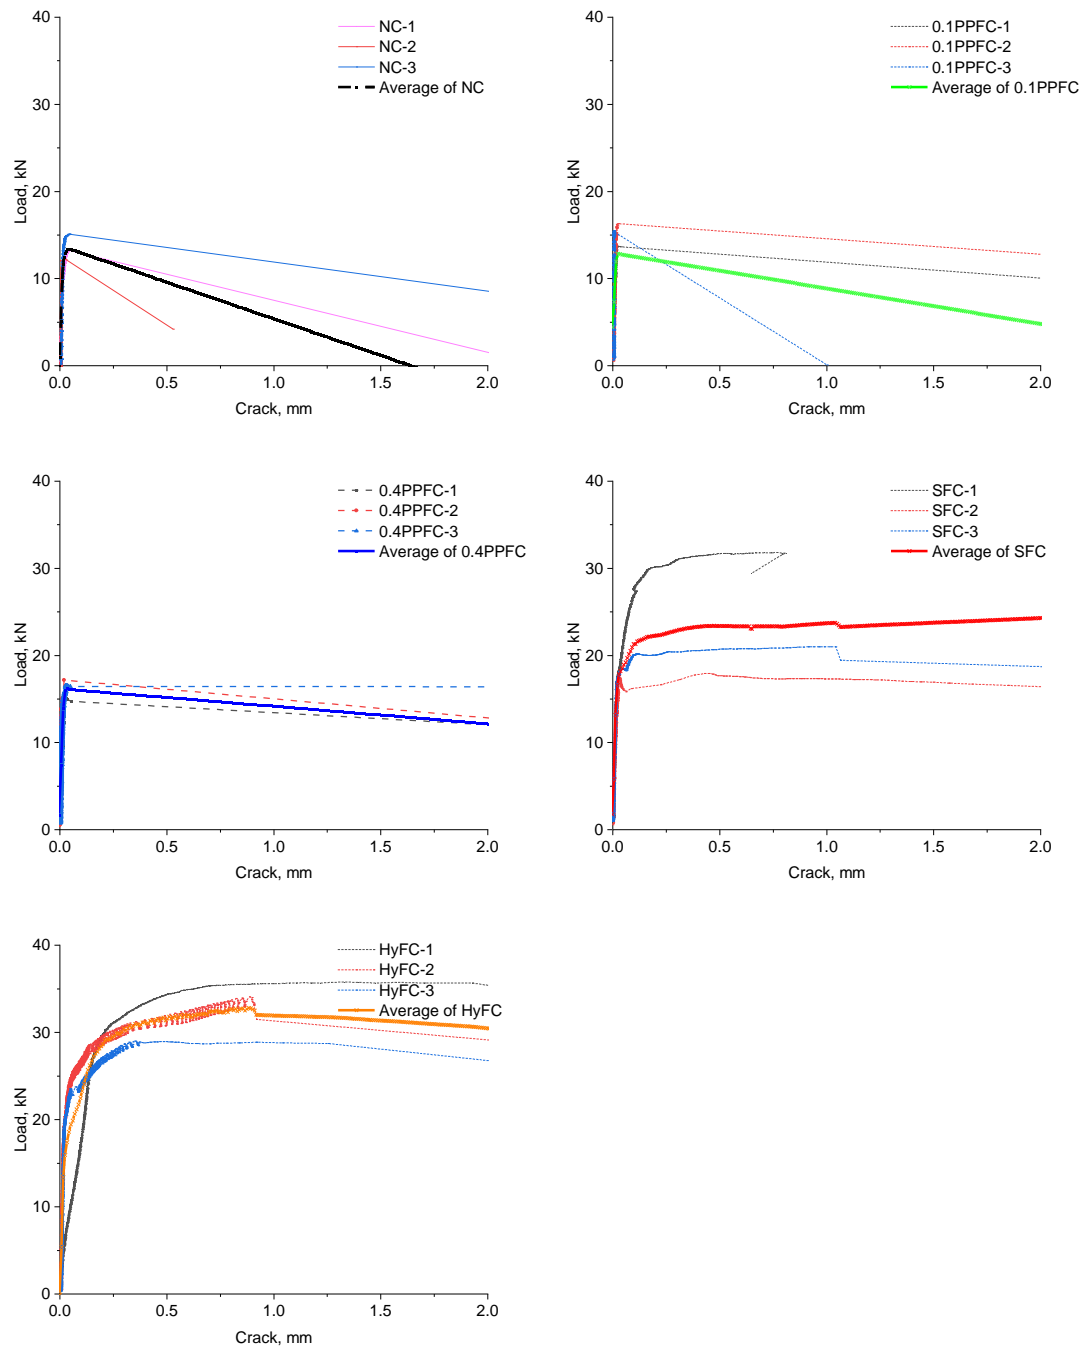 NC-1
NC-2
NC-3
Average of NC
40
30
20
10
0
Load, kN
0.0 0.5 1.0 1.5 2.0
Crack, mm
0.1PPFC-1
0.1PPFC-2
0.1PPFC-3
Average of 0.1PPFC
40
30
20
10
0
Load, kN
0.0 0.5 1.0 1.5 2.0
Crack, mm
0.4PPFC-1
0.4PPFC-2
0.4PPFC-3
Average of 0.4PPFC
40
30
20
10
0
Load, kN
0.0 0.5 1.0 1.5 2.0
Crack, mm
SFC-1
SFC-2
SFC-3
Average of SFC
40
30
20
10
0
Load, kN
0.0 0.5 1.0 1.5 2.0
Crack, mm
HyFC-1
HyFC-2
HyFC-3
Average of HyFC
40
30
20
10
0
Load, kN
0.0 0.5 1.0 1.5 2.0
Crack, mm